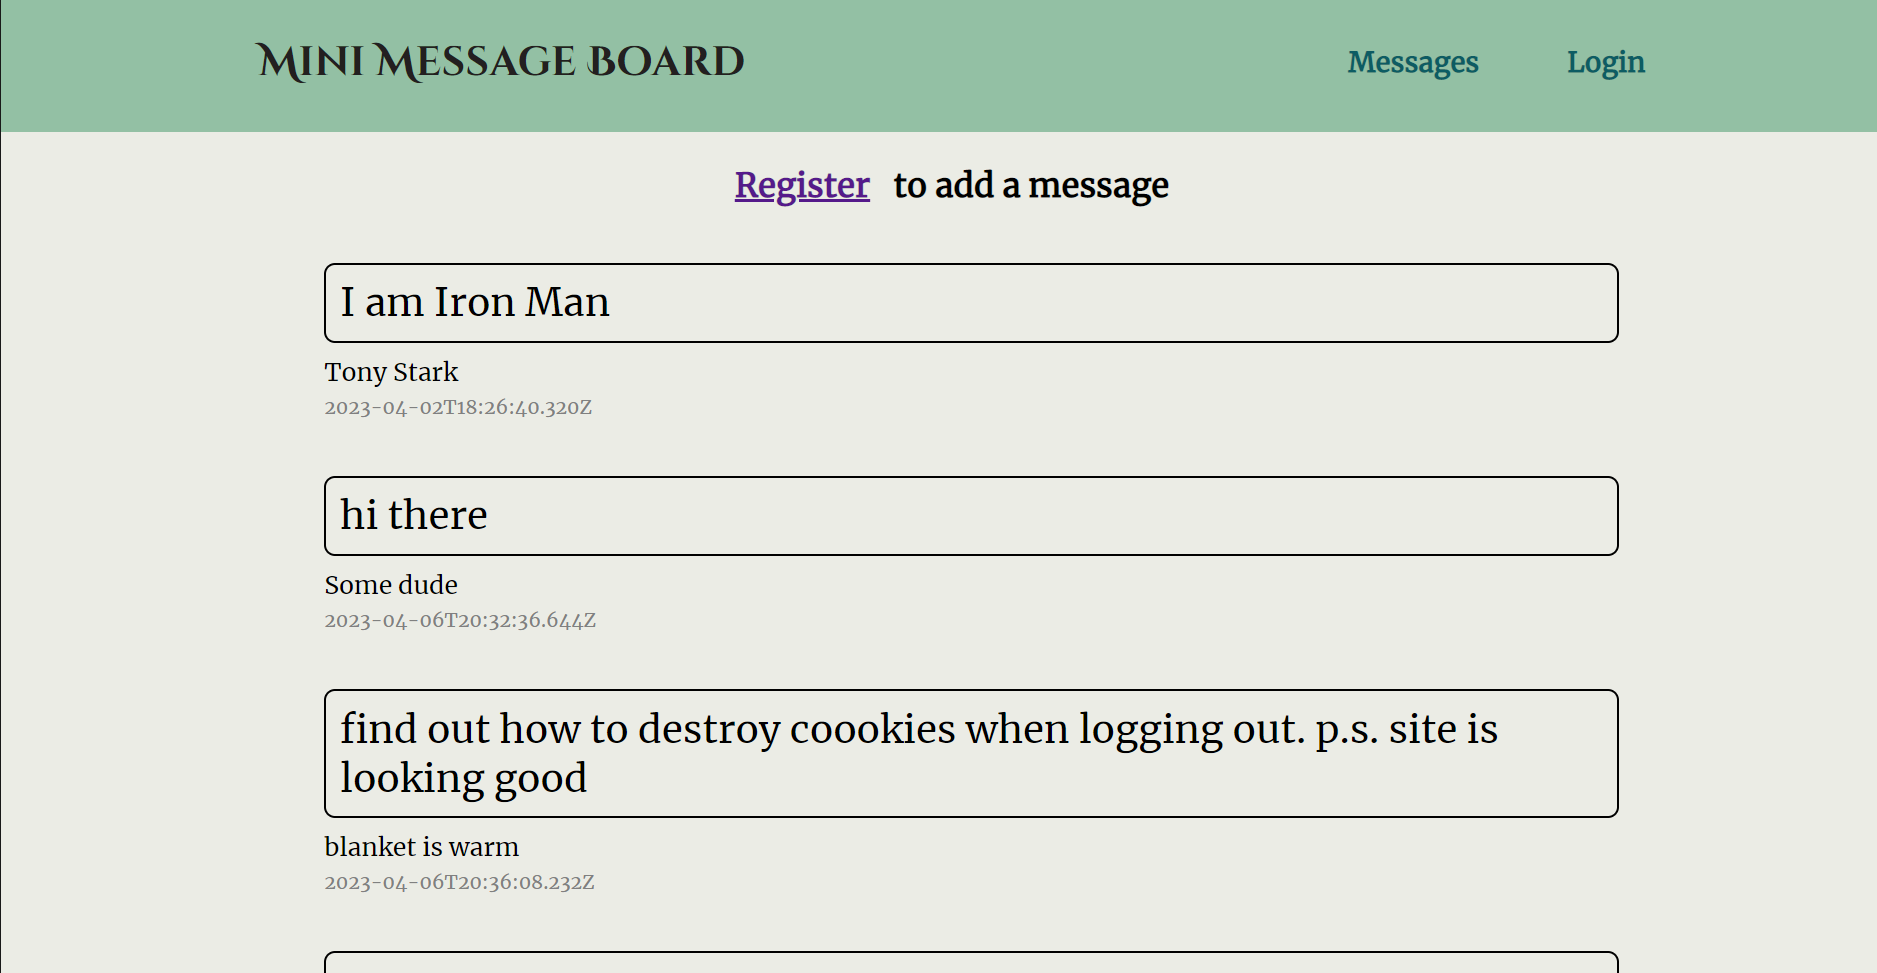 Mini Message Board
Messages
Login
Register to add a message
I am Iron Man
Tony Stark
2023-04-02T18:26:40.320Z
hi there
Some dude
2023-04-06T20:32:36.644Z
find out how to destroy coookies when logging out. p.s. site is
looking good
blanket is warm
2023-04-06T20:36:08.232Z